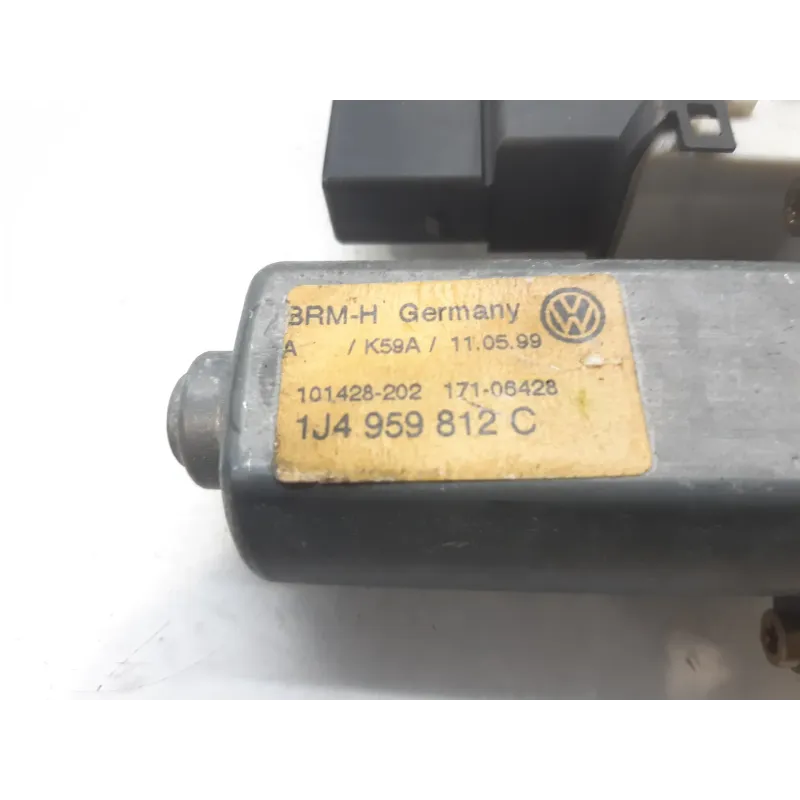 BRM-H Germany
A / K59A / 11.05.99
101428-202 171-06428
1J4 959 812 C